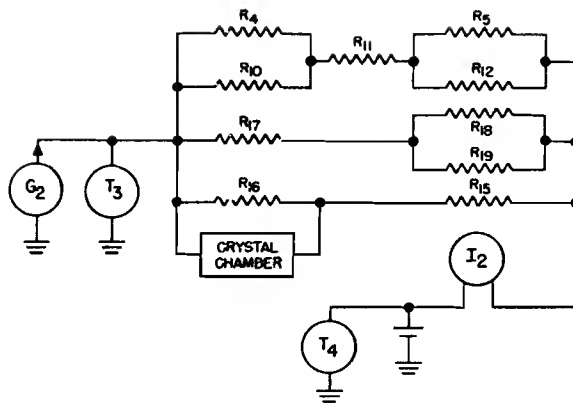 R4
R5
R11
R10
R12
R17
R18
R19
G2
T3
R16
R15
CRYSTAL
CHAMBER
I2
T4